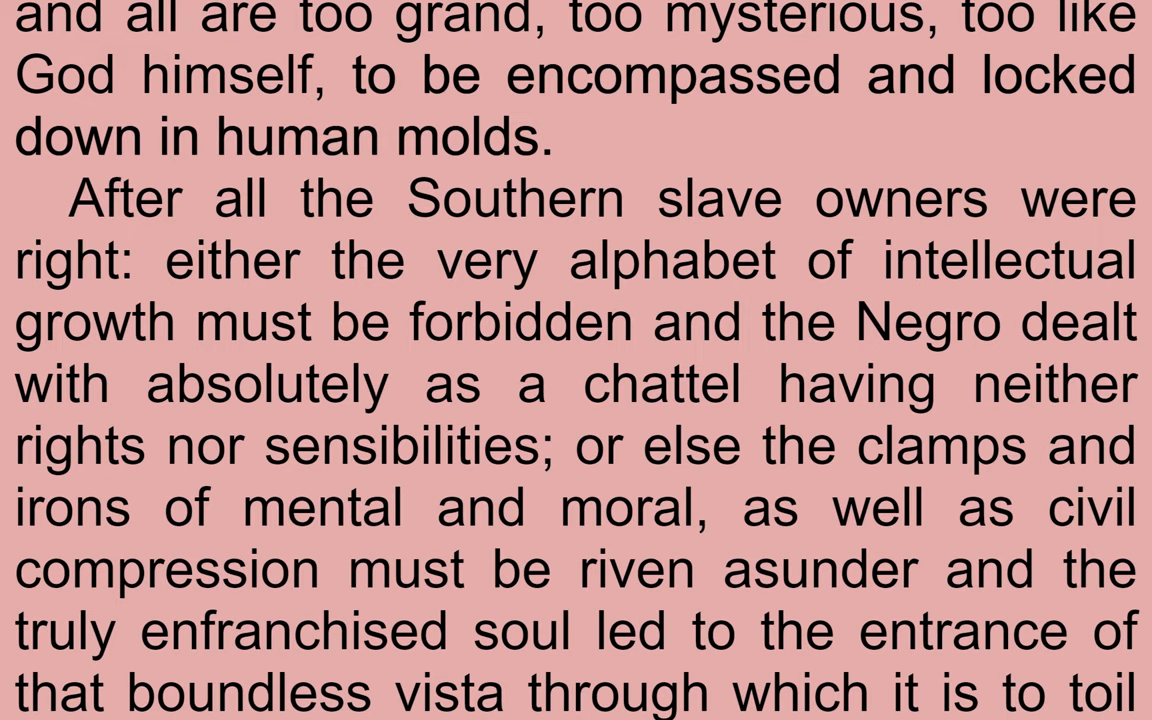 and all are too grand, too mysterious, too like
God himself, to be encompassed and locked
down in human molds.
After all the Southern slave owners were
right: either the very alphabet of intellectual
growth must be forbidden and the Negro dealt
with absolutely as a chattel having neither
rights nor sensibilities; or else the clamps and
irons of mental and moral, as well as civil
compression must be riven asunder and the
truly enfranchised soul led to the entrance of
that boundless vista through which it is to toil